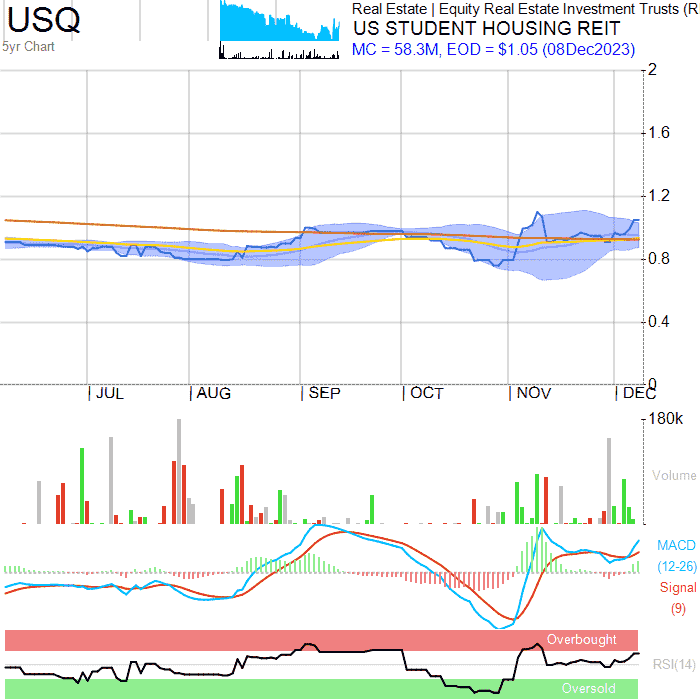 USQ
5yr Chart
Real Estate | Equity Real Estate Investment Trusts (R
US STUDENT HOUSING REIT
MC = 58.3M, EOD = $1.05 (08Dec2023)
2
1.6
1.2
0.8
0.4
0
JUL AUG SEP OCT NOV DEC
180k
Volume
MACD
(12-26)
Signal
(9)
Overbought
RSI(14)
Oversold